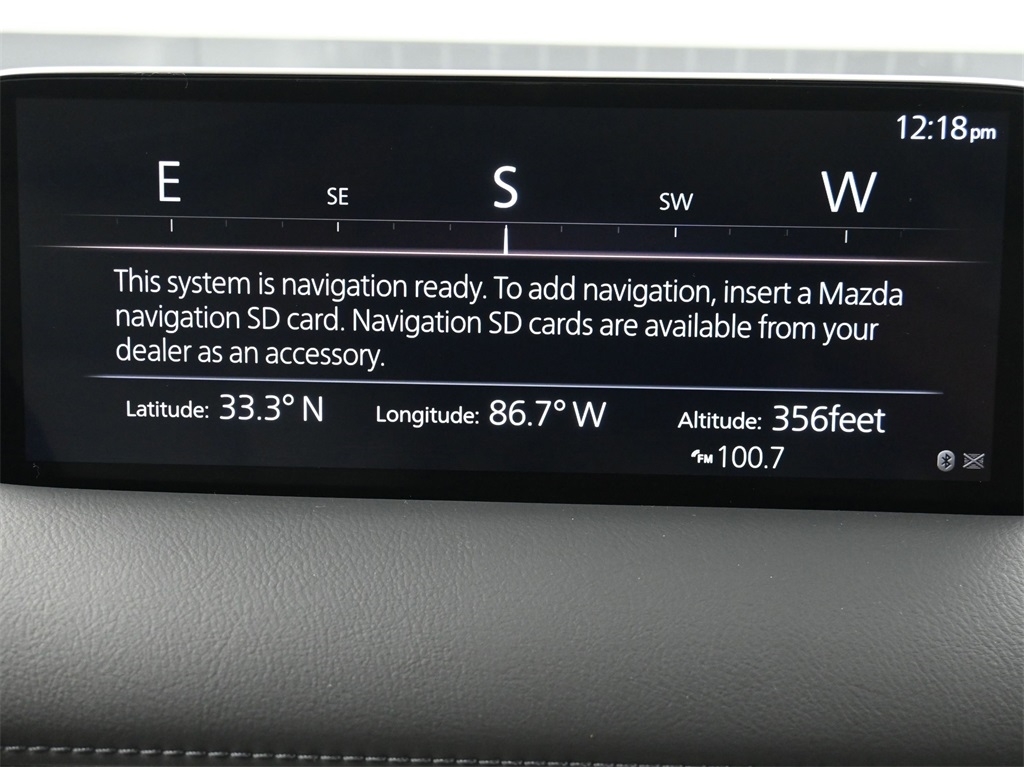 12:18pm
E SE S SW W
This system is navigation ready. To add navigation, insert a Mazda
navigation SD card. Navigation SD cards are available from your
dealer as an accessory.
Latitude: 33.3° N Longitude: 86.7° W Altitude: 356feet
FM 100.7